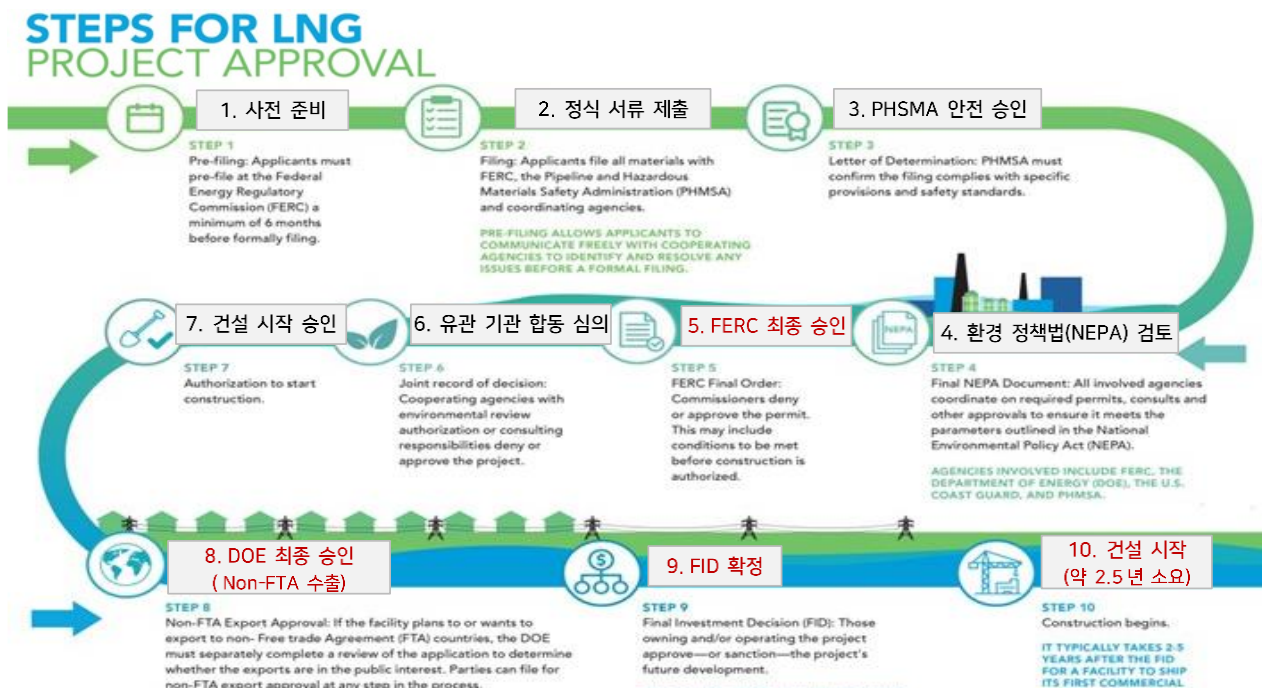 STEPS FOR LNG
PROJECT APPROVAL
1. 사전 준비
STEP 1
Pre-filing: Applicants must
pre-file at the Federal
Energy Regulatory
Commission (FERC) a
minimum of 6 months
before formally filing.
2. 정식 서류 제출
STEP 2
Filing: Applicants file all materials with
FERC, the Pipeline and Hazardous
Materials Safety Administration (PHMSA)
and coordinating agencies.
PRE-FILING ALLOWS APPLICANTS TO
COMMUNICATE FREELY WITH COOPERATING
AGENCIES TO IDENTIFY AND RESOLVE ANY
ISSUES BEFORE A FORMAL FILING.
3. PHSMA 안전 승인
STEP 3
Letter of Determination: PHMSA must
confirm the filing complies with specific
provisions and safety standards.
NEPA
4. 환경 정책법(NEPA) 검토
STEP 4
Final NEPA Document: All involved agencies
coordinate on required permits, consults and
other approvals to ensure it meets the
parameters outlined in the National
Environmental Policy Act (NEPA).
AGENCIES INVOLVED INCLUDE FERC, THE
DEPARTMENT OF ENERGY (DOE), THE U.S.
COAST GUARD, AND PHMSA.
5. FERC 최종 승인
STEP 5
FERC Final Order:
Commissioners deny
or approve the permit.
This may include
conditions to be met
before construction is
authorized.
6. 유관 기관 합동 심의
STEP 6
Joint record of decision:
Cooperating agencies with
environmental review
authorization or consulting
responsibilities deny or
approve the project.
7. 건설 시작 승인
STEP 7
Authorization to start
construction.
8. DOE 최종 승인
( Non-FTA 수출)
STEP 8
Non-FTA Export Approval: If the facility plans to or wants to
export to non- Free trade Agreement (FTA) countries, the DOE
must separately complete a review of the application to determine
whether the exports are in the public interest. Parties can file for
non-FTA export approval at any step in the process.
9. FID 확정
STEP 9
Final Investment Decision (FID): Those
owning and/or operating the project
approve—or sanction—the project's
future development.
10. 건설 시작
(약 2.5년 소요)
STEP 10
Construction begins.
IT TYPICALLY TAKES 2-5
YEARS AFTER THE FID
FOR A FACILITY TO SHIP
ITS FIRST COMMERCIAL